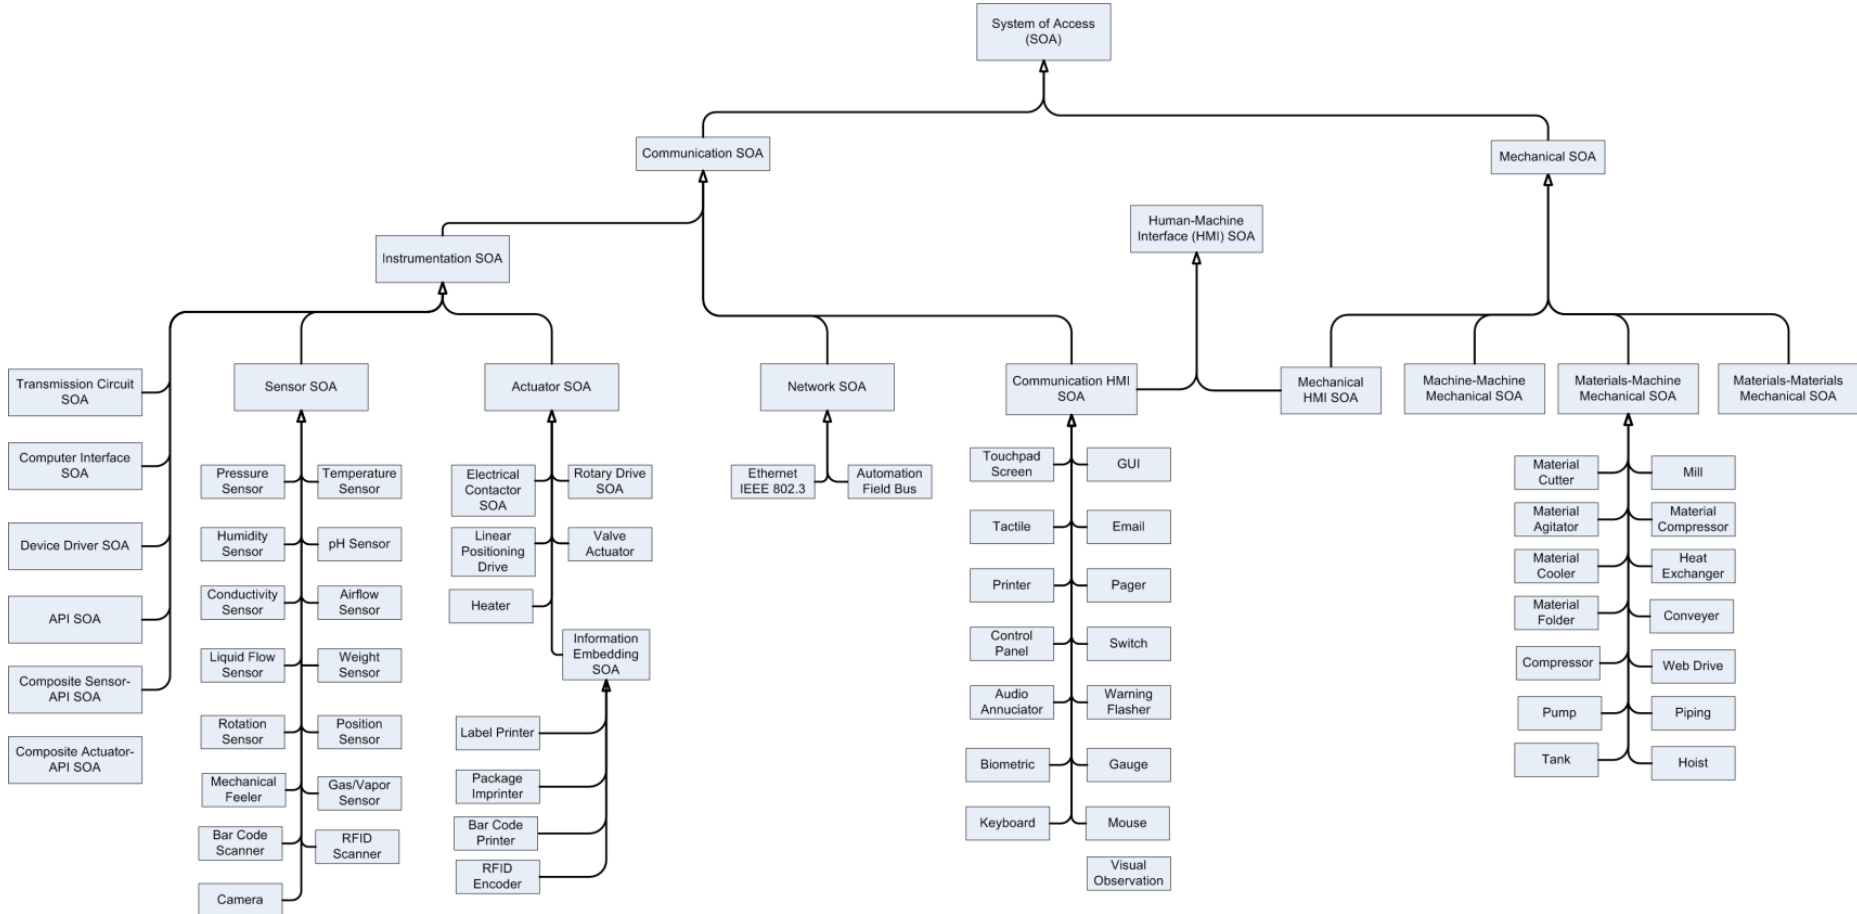 System of Access
(SOA)
Communication SOA
Mechanical SOA
Human-Machine
Interface (HMI) SOA
Instrumentation SOA
Transmission Circuit
SOA
Computer Interface
SOA
Device Driver SOA
API SOA
Composite Sensor-
API SOA
Composite Actuator-
API SOA
Sensor SOA
Pressure
Sensor
Temperature
Sensor
Humidity
Sensor
pH Sensor
Conductivity
Sensor
Airflow
Sensor
Liquid Flow
Sensor
Weight
Sensor
Rotation
Sensor
Position
Sensor
Mechanical
Feeler
Gas/Vapor
Sensor
Bar Code
Scanner
RFID
Scanner
Camera
Actuator SOA
Electrical
Contactor
SOA
Rotary Drive
SOA
Linear
Positioning
Drive
Valve
Actuator
Heater
Information
Embedding
SOA
Label Printer
Package
Imprinter
Bar Code
Printer
RFID
Encoder
Network SOA
Ethernet
IEEE 802.3
Automation
Field Bus
Communication HMI
SOA
Touchpad
Screen
GUI
Tactile
Email
Printer
Pager
Control
Panel
Switch
Audio
Annuciator
Warning
Flasher
Biometric
Gauge
Keyboard
Mouse
Visual
Observation
Mechanical
HMI SOA
Machine-Machine
Mechanical SOA
Materials-Machine
Mechanical SOA
Materials-Materials
Mechanical SOA
Material
Cutter
Mill
Material
Agitator
Material
Compressor
Material
Cooler
Heat
Exchanger
Material
Folder
Conveyer
Compressor
Web Drive
Pump
Piping
Tank
Hoist